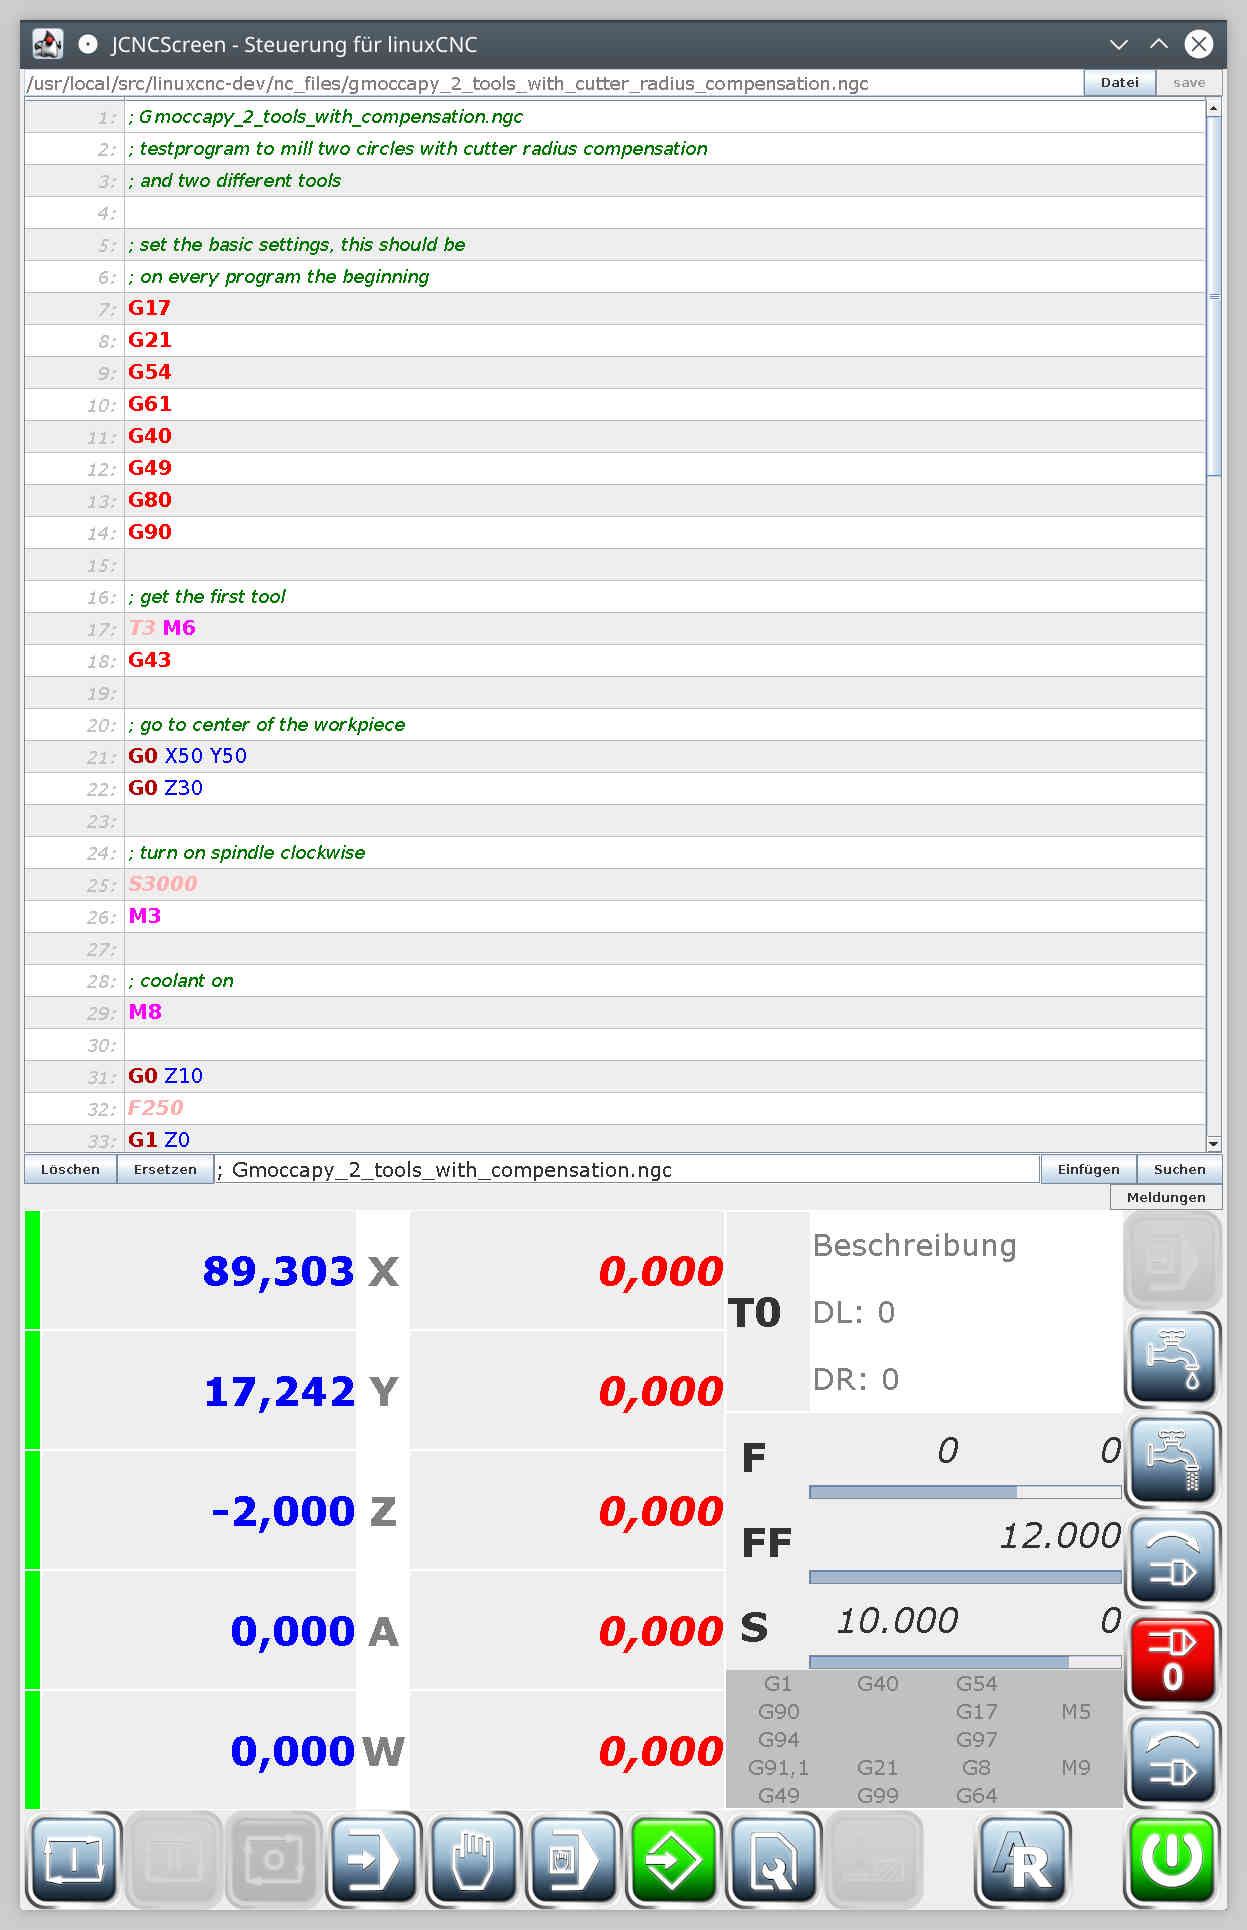 JCNCScreen - Steuerung für linuxCNC
/usr/local/src/linuxcnc-dev/nc_files/gmoccapy_2_tools_with_cutter_radius_compensation.ngc Datei save
1: ; Gmoccapy_2_tools_with_compensation.ngc
2: ; testprogram to mill two circles with cutter radius compensation
3: ; and two different tools
4:
5: ; set the basic settings, this should be
6: ; on every program the beginning
7: G17
8: G21
9: G54
10: G61
11: G40
12: G49
13: G80
14: G90
15:
16: ; get the first tool
17: T3 M6
18: G43
19:
20: ; go to center of the workpiece
21: G0 X50 Y50
22: G0 Z30
23:
24: ; turn on spindle clockwise
25: S3000
26: M3
27:
28: ; coolant on
29: M8
30:
31: G0 Z10
32: F250
33: G1 Z0
Löschen Ersetzen ; Gmoccapy_2_tools_with_compensation.ngc Einfügen Suchen
Meldungen
89,303 X 0,000
17,242 Y 0,000
-2,000 Z 0,000
0,000 A 0,000
0,000 W 0,000
T0
Beschreibung
DL: 0
DR: 0
F 0 0
FF 12.000
S 10.000 0
G1 G40 G54
G90 G17 M5
G94 G97
G91,1 G21 G8 M9
G49 G99 G64
0
AR